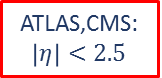 ATLAS,CMS:
|η| < 2.5